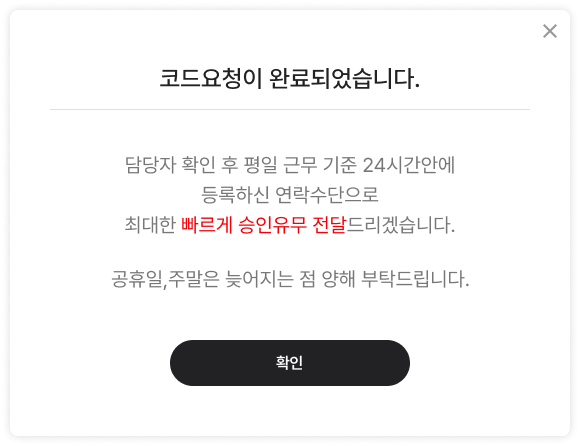 코드요청이 완료되었습니다.
담당자 확인 후 평일 근무 기준 24시간안에
등록하신 연락수단으로
최대한 빠르게 승인유무 전달드리겠습니다.
공휴일,주말은 늦어지는 점 양해 부탁드립니다.
확인